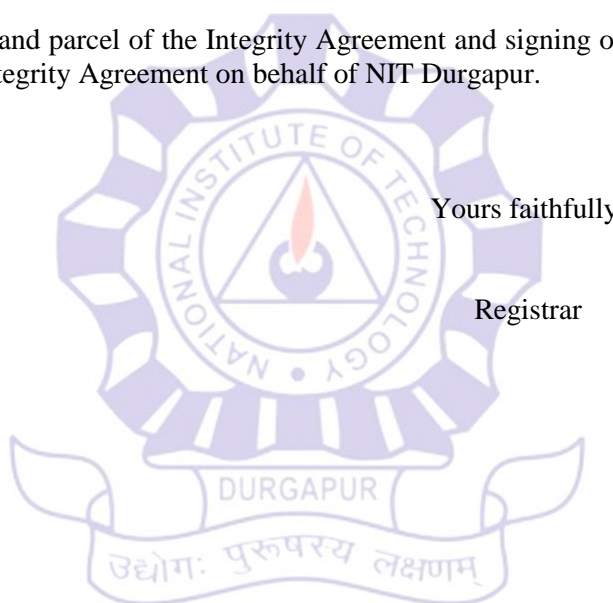 and parcel of the Integrity Agreement and signing o
tegrity Agreement on behalf of NIT Durgapur.
NATIONAL INSTITUTE OF TECHNOLOGY
Yours faithfully
Registrar
DURGAPUR
उद्योगः पुरूषस्य लक्षणम्